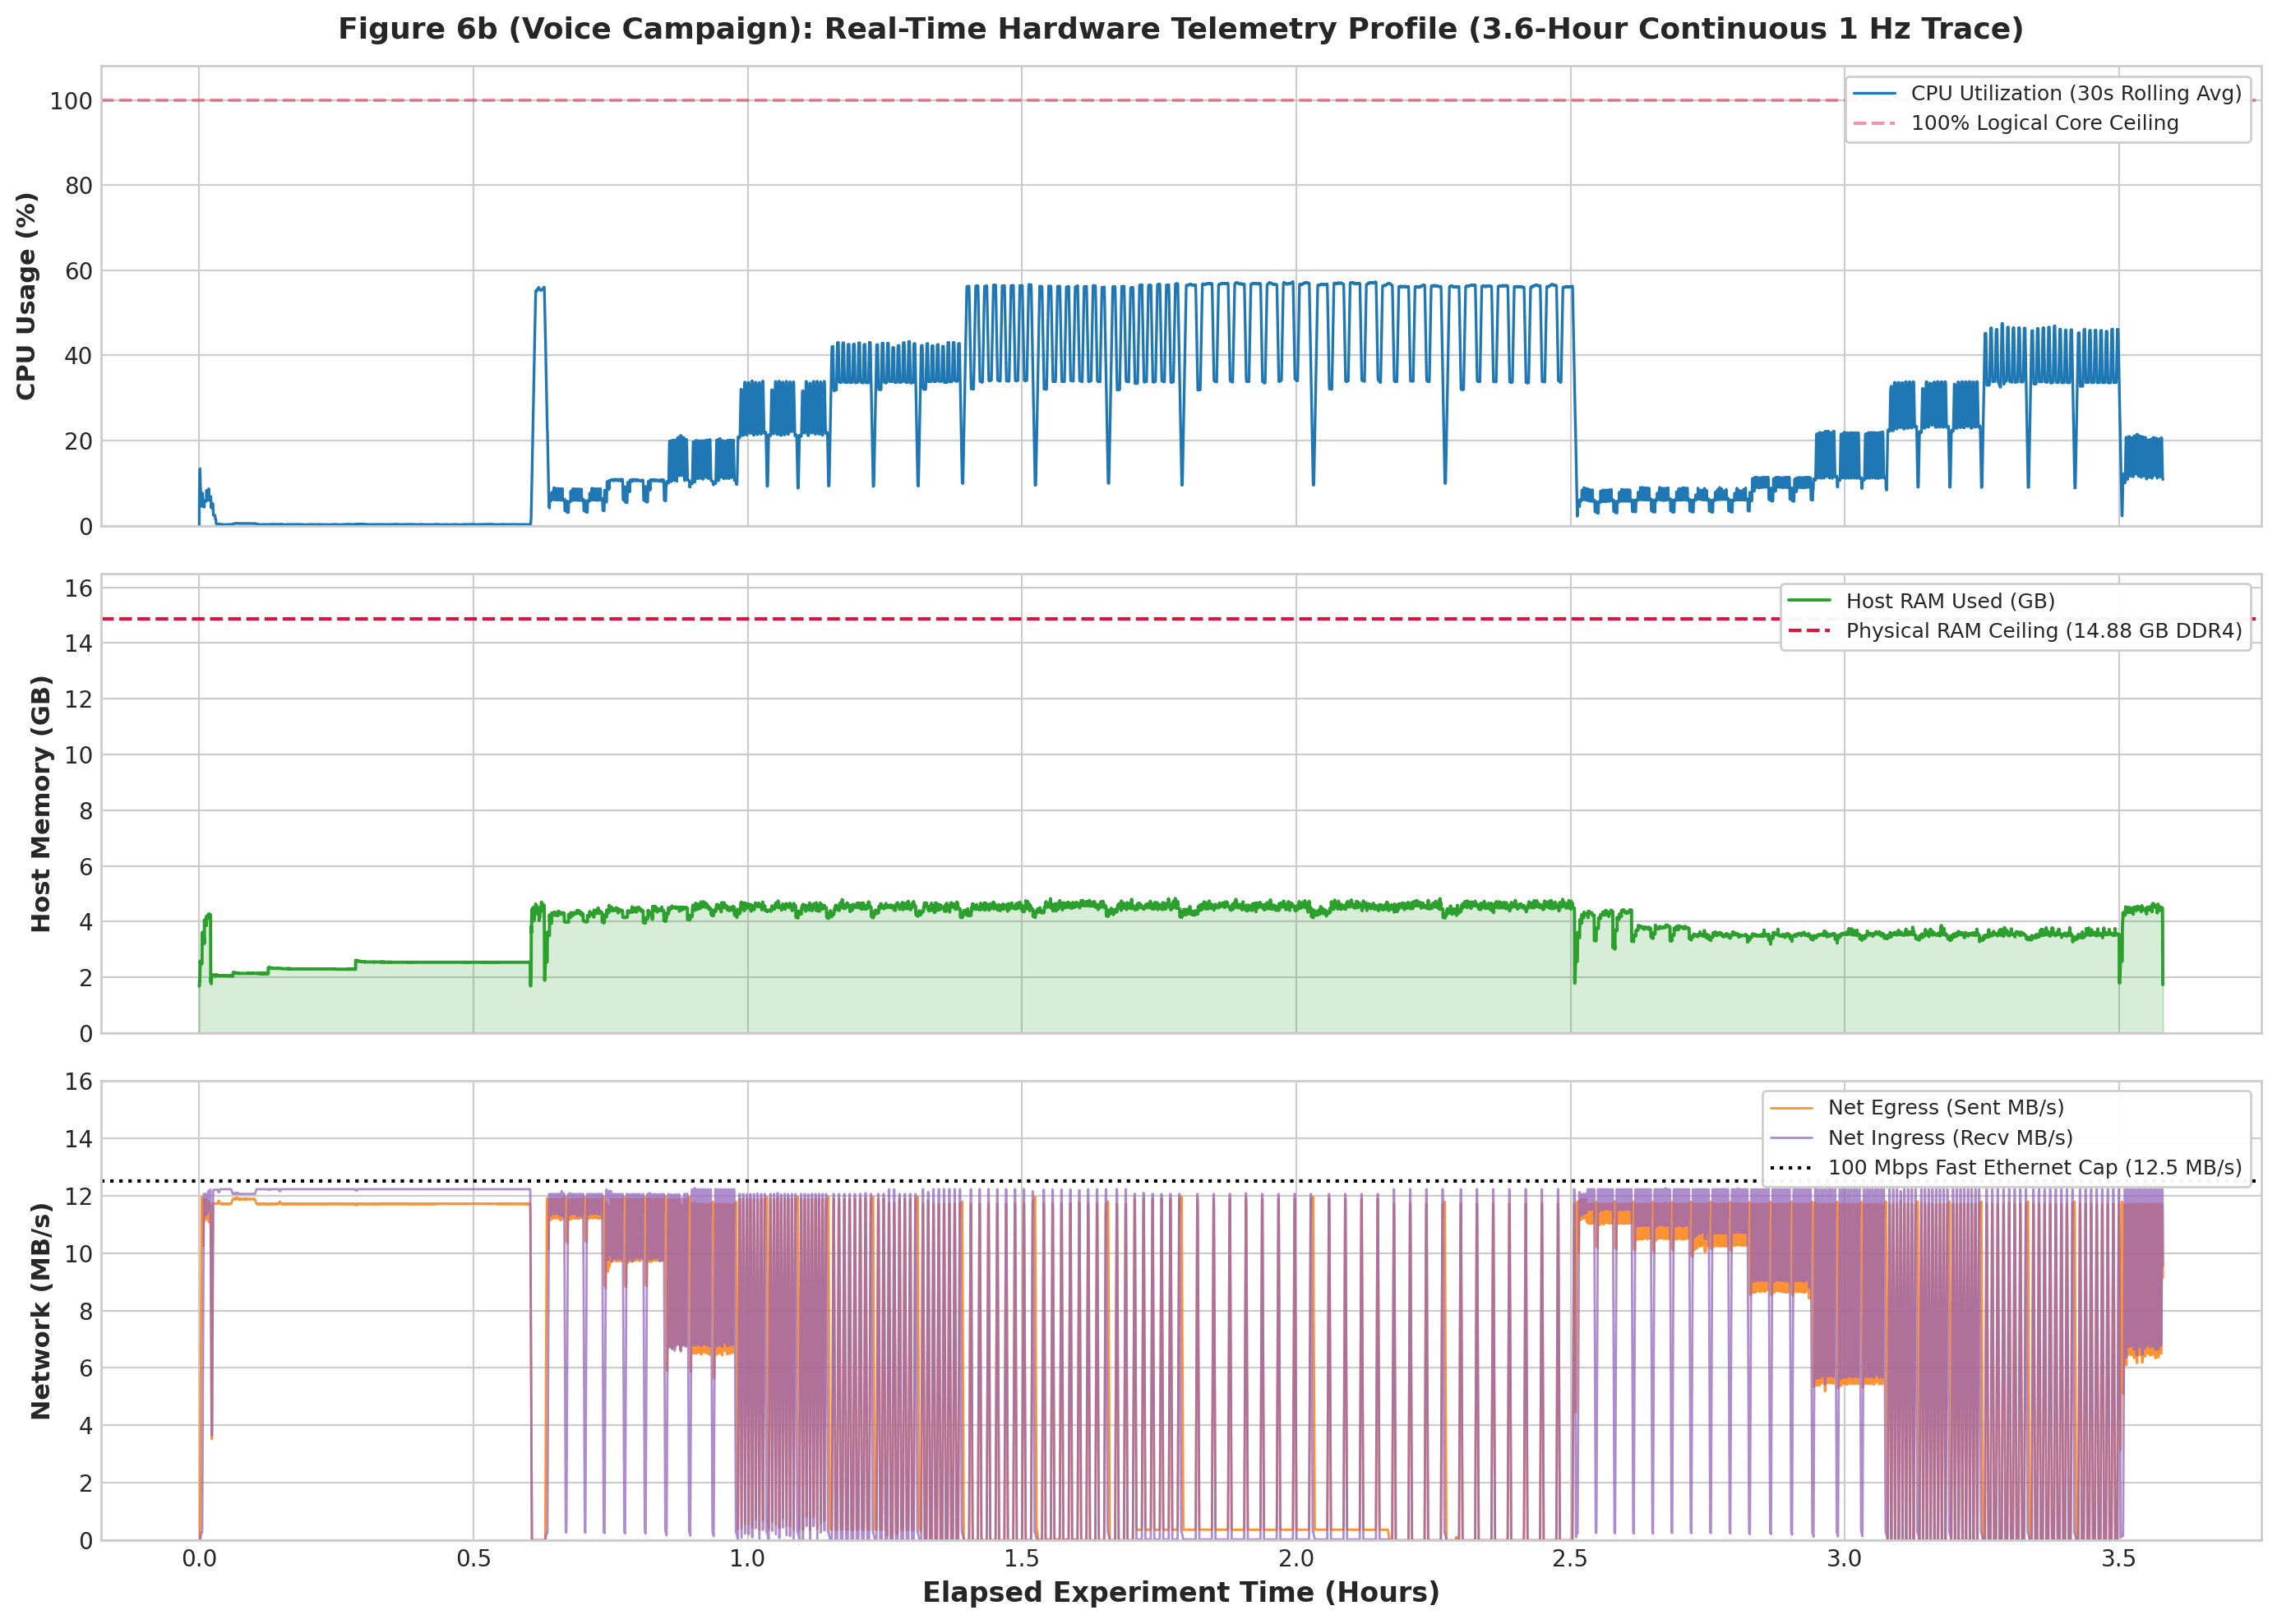 Figure 6b (Voice Campaign): Real-Time Hardware Telemetry Profile (3.6-Hour Continuous 1 Hz Trace)
CPU Usage (%)
100
80
60
40
20
0
CPU Utilization (30s Rolling Avg)
100% Logical Core Ceiling
Host Memory (GB)
16
14
12
10
8
6
4
2
0
Host RAM Used (GB)
Physical RAM Ceiling (14.88 GB DDR4)
Network (MB/s)
16
14
12
10
8
6
4
2
0
Net Egress (Sent MB/s)
Net Ingress (Recv MB/s)
100 Mbps Fast Ethernet Cap (12.5 MB/s)
0.0 0.5 1.0 1.5 2.0 2.5 3.0 3.5
Elapsed Experiment Time (Hours)